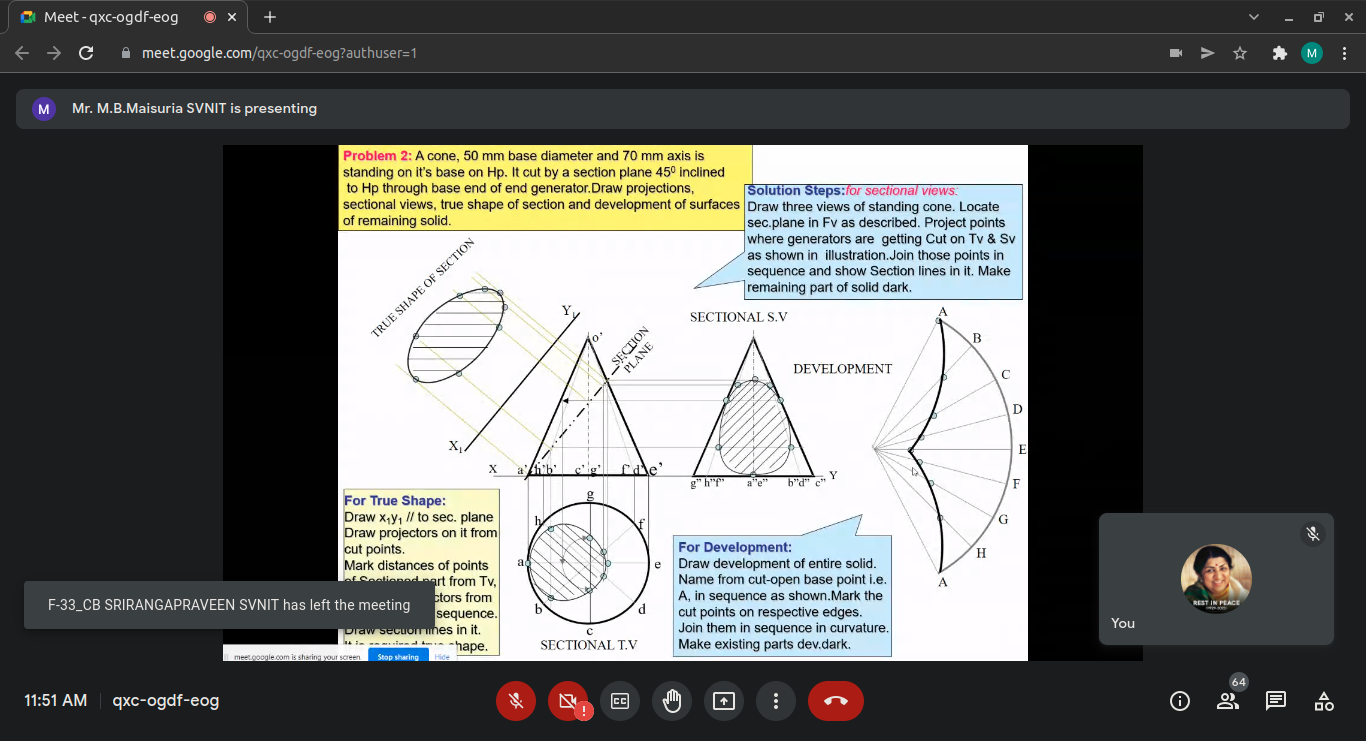 Meet - qxc-ogdf-eog
meet.google.com/qxc-ogdf-eog?authuser=1
M
M
Mr. M.B.Maisuria SVNIT is presenting
Problem 2: A cone, 50 mm base diameter and 70 mm axis is
standing on it's base on Hp. It cut by a section plane 45⁰ inclined
to Hp through base end of end generator.Draw projections,
sectional views, true shape of section and development of surfaces
of remaining solid.
Solution Steps:for sectional views:
Draw three views of standing cone. Locate
sec.plane in Fv as described. Project points
where generators are getting Cut on Tv & Sv
as shown in illustration.Join those points in
sequence and show Section lines in it. Make
remaining part of solid dark.
TRUE SHAPE OF SECTION
Y₁
o'
SECTION
PLANE
SECTIONAL S.V
DEVELOPMENT
A
B
C
D
E
F
G
H
A
X₁
X
a' h'b' c' g' f' d' e'
g" h"f" a"e" b"d" c" Y
g
h
f
a
e
b
d
c
SECTIONAL T.V
For True Shape:
Draw x₁y₁ // to sec. plane
Draw projectors on it from
cut points.
Mark distances of points
of Sectioned part from Tv,
ctors from
sequence.
Draw section lines in it.
It is required true shape.
For Development:
Draw development of entire solid.
Name from cut-open base point i.e.
A, in sequence as shown.Mark the
cut points on respective edges.
Join them in sequence in curvature.
Make existing parts dev.dark.
F-33_CB SRIRANGAPRAVEEN SVNIT has left the meeting
meet.google.com is sharing your screen.
Stop sharing
Hide
REST IN PEACE
You
11:51 AM
qxc-ogdf-eog
CC
!
64